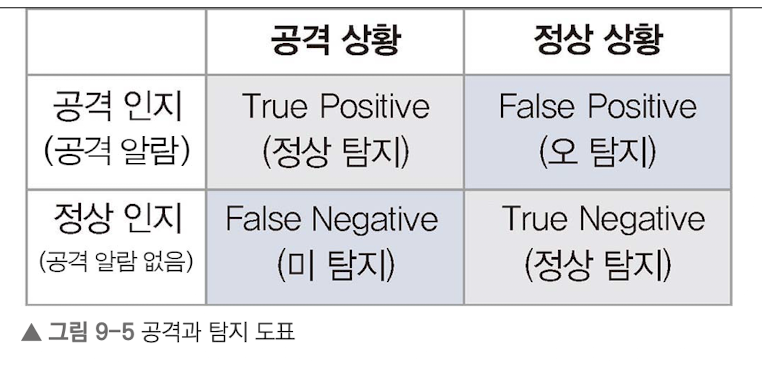 공격 상황 정상 상황
공격 인지 True Positive False Positive
(공격 알람) (정상 탐지) (오 탐지)
정상 인지 False Negative True Negative
(공격 알람 없음) (미 탐지) (정상 탐지)
▲ 그림 9-5 공격과 탐지 도표